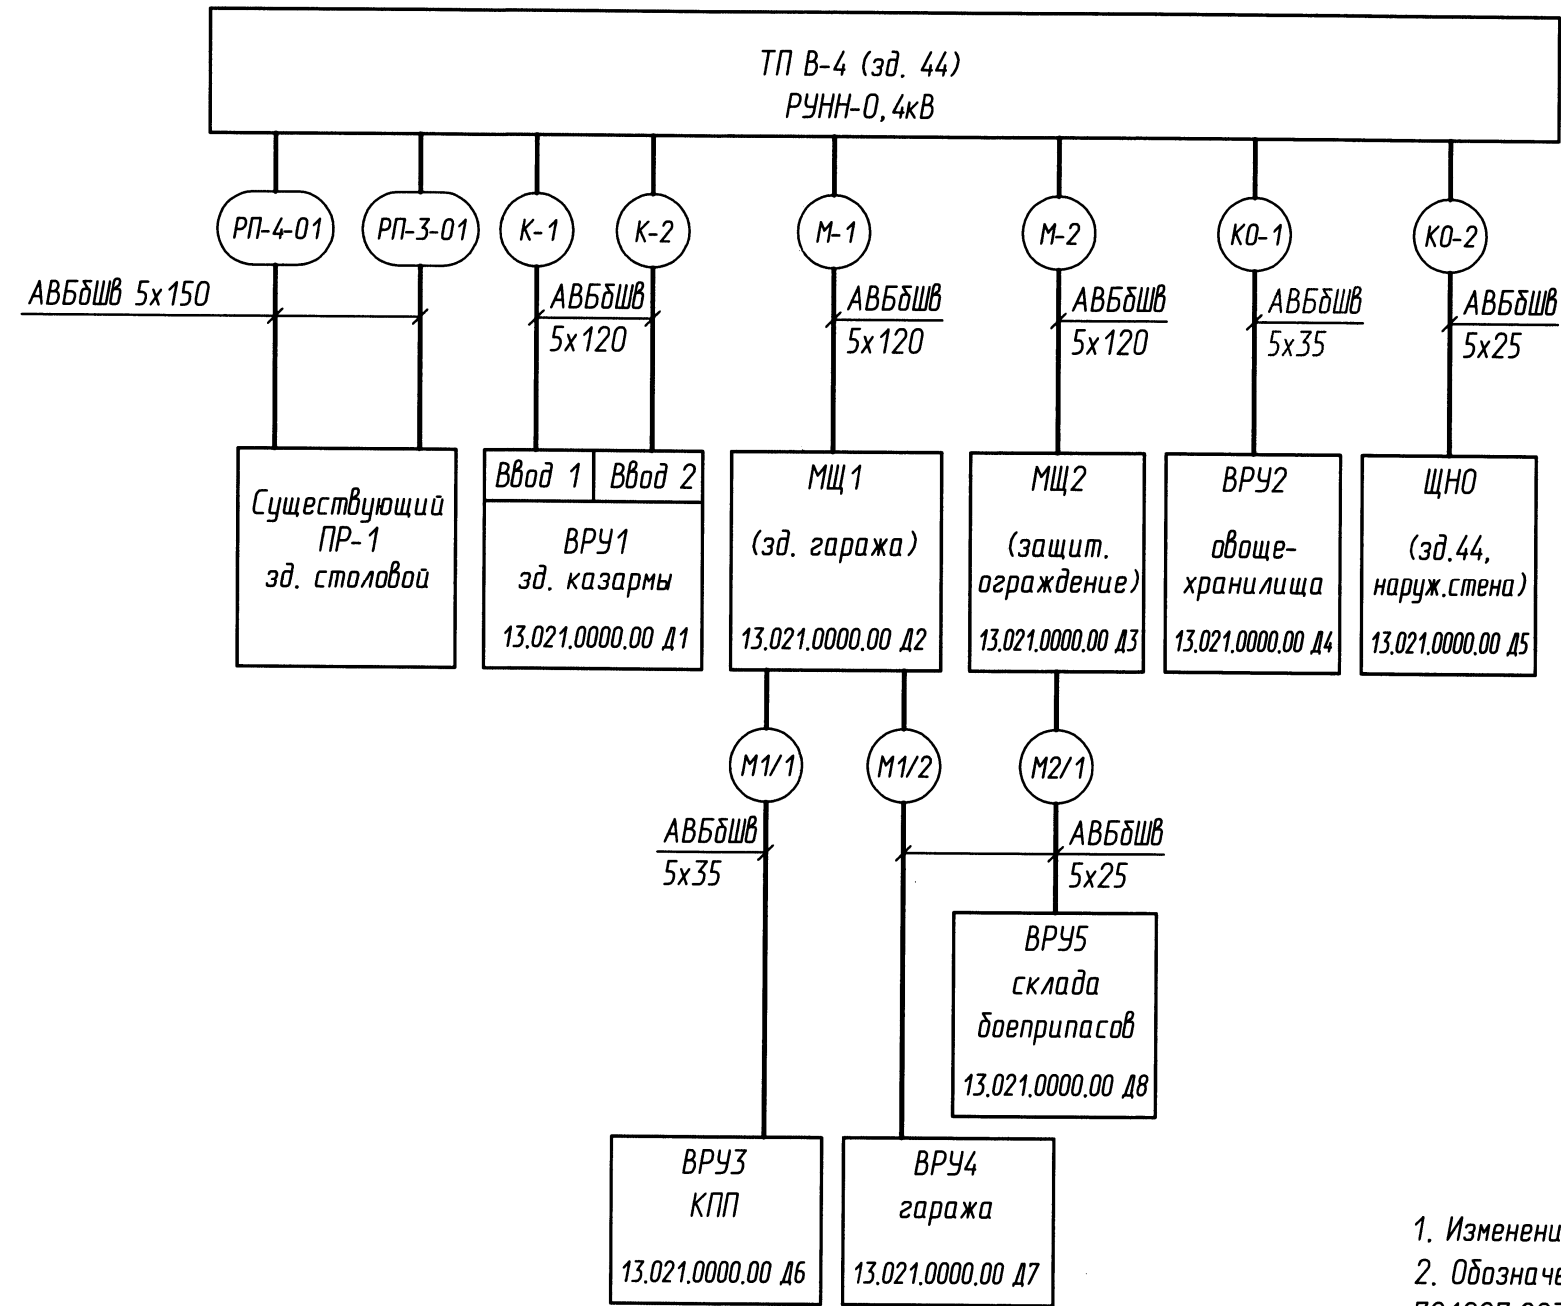 ТП В-4 (зд. 44)
РУНН-0,4кВ
РП-4-01
РП-3-01
К-1
К-2
М-1
М-2
КО-1
КО-2
АВБбШв 5х150
АВБбШв
5х120
АВБбШв
5х120
АВБбШв
5х120
АВБбШв
5х35
АВБбШв
5х25
Существующий
ПР-1
зд. столовой
Ввод 1
Ввод 2
ВРУ1
зд. казармы
13.021.0000.00 Д1
МЩ1
(зд. гаража)
13.021.0000.00 Д2
МЩ2
(защит.
ограждение)
13.021.0000.00 Д3
ВРУ2
овоще-
хранилища
13.021.0000.00 Д4
ЩНО
(зд.44,
наруж.стена)
13.021.0000.00 Д5
М1/1
М1/2
М2/1
АВБбШв
5х35
АВБбШв
5х25
ВРУ5
склада
боеприпасов
13.021.0000.00 Д8
ВРУ3
КПП
13.021.0000.00 Д6
ВРУ4
гаража
13.021.0000.00 Д7
1. Изменени
2. Обозначе